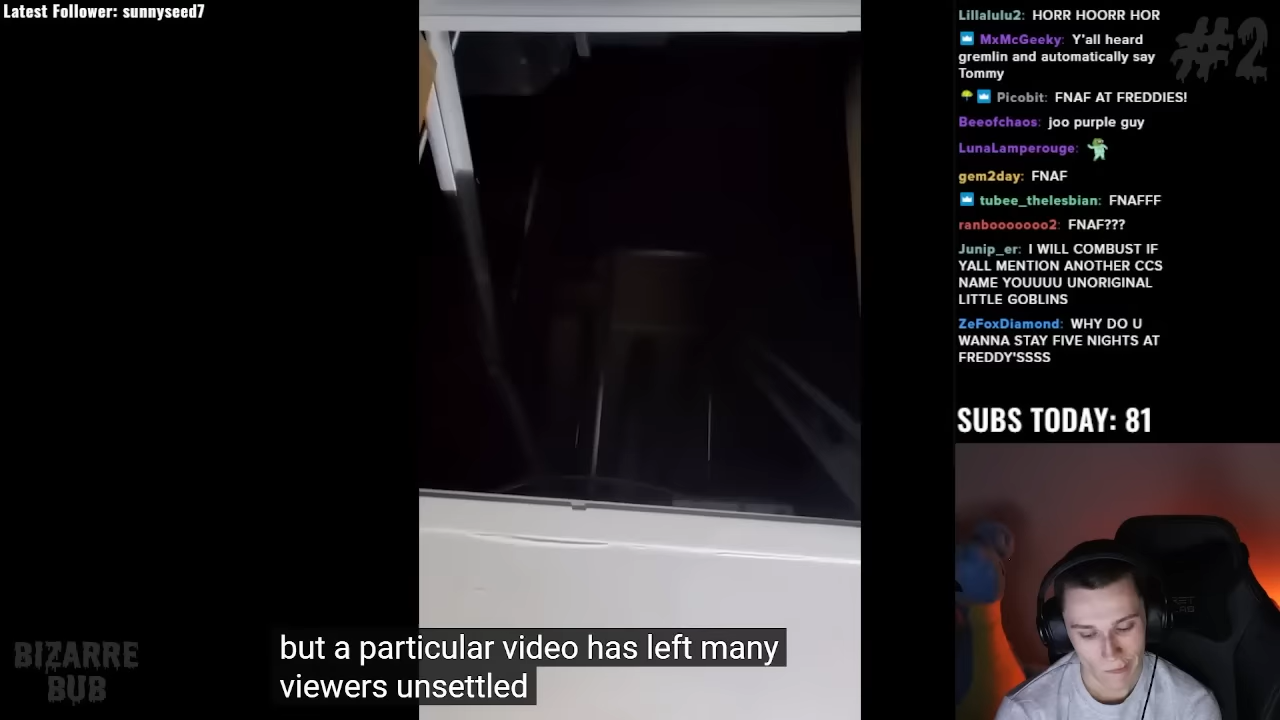 Latest Follower: sunnyseed7
Lillalulu2: HORR HOORR HOR
#2
MxMcGeeky: Y'all heard
gremlin and automatically say
Tommy
Picobit: FNAF AT FREDDIES!
Beeofchaos: joo purple guy
LunaLamperouge:
gem2day: FNAF
tubee_thelesbian: FNAFFF
ranbooooooo2: FNAF???
Junip_er: I WILL COMBUST IF
YALL MENTION ANOTHER CCS
NAME YOUUUU UNORIGINAL
LITTLE GOBLINS
ZeFoxDiamond: WHY DO U
WANNA STAY FIVE NIGHTS AT
FREDDY'SSSS
SUBS TODAY: 81
BIZARRE
BUB
but a particular video has left many
viewers unsettled